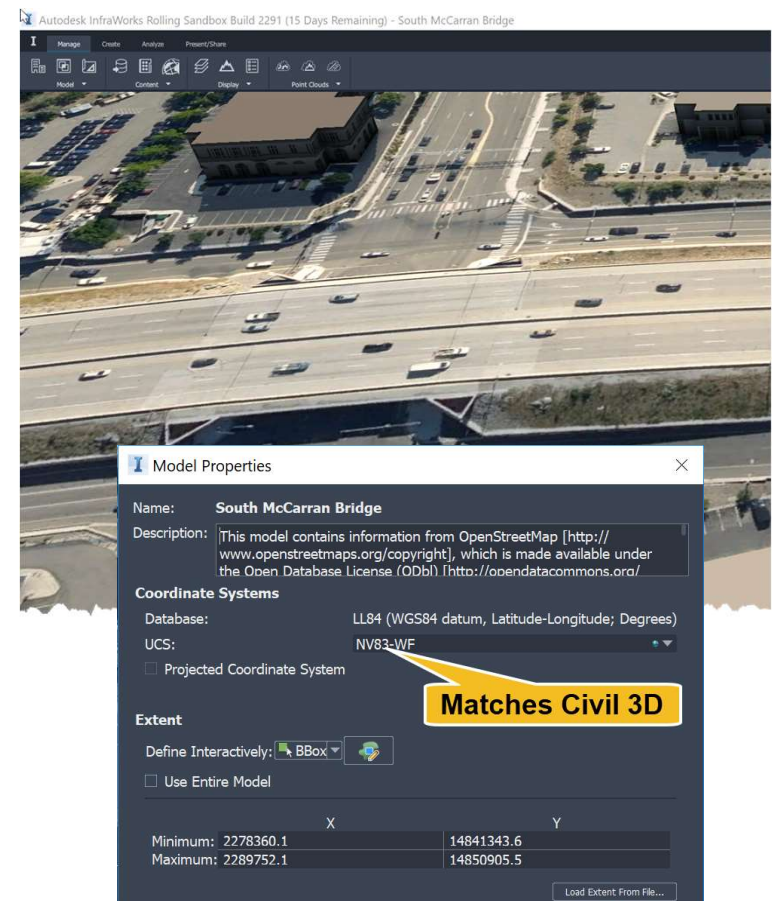 Autodesk InfraWorks Rolling Sandbox Build 2291 (15 Days Remaining) - South McCarran Bridge
I Manage Create Analyze Present/Share
Model Content Display Point Clouds
I Model Properties
Name: South McCarran Bridge
Description: This model contains information from OpenStreetMap [http://
www.openstreetmaps.org/copyright], which is made available under
the Open Database License (ODbl) [http://opendatacommons.org/
Coordinate Systems
Database: LL84 (WGS84 datum, Latitude-Longitude; Degrees)
UCS: NV83-WF
Projected Coordinate System
Matches Civil 3D
Extent
Define Interactively: BBox
Use Entire Model
X Y
Minimum: 2278360.1 14841343.6
Maximum: 2289752.1 14850905.5
Load Extent From File...